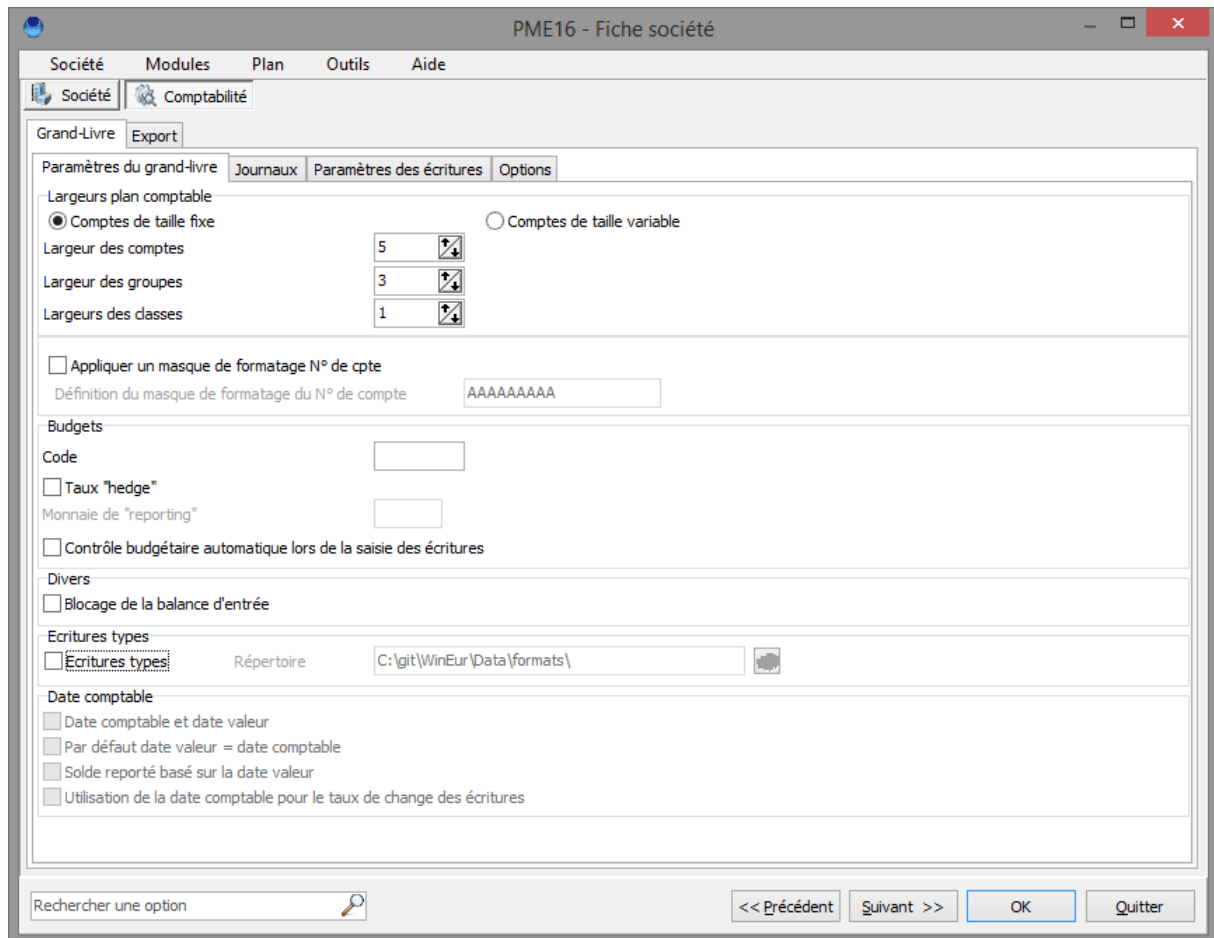 PME16 - Fiche société
Société Modules Plan Outils Aide
Société Comptabilité
Grand-Livre Export
Paramètres du grand-livre Journaux Paramètres des écritures Options
Largeurs plan comptable
Comptes de taille fixe Comptes de taille variable
Largeur des comptes 5
Largeur des groupes 3
Largeurs des classes 1
Appliquer un masque de formatage N° de cpte
Définition du masque de formatage du N° de compte AAAAAAAAA
Budgets
Code
Taux "hedge"
Monnaie de "reporting"
Contrôle budgétaire automatique lors de la saisie des écritures
Divers
Blocage de la balance d'entrée
Ecritures types
Ecritures types Répertoire C:\git\WinEur\Data\formats\
Date comptable
Date comptable et date valeur
Par défaut date valeur = date comptable
Solde reporté basé sur la date valeur
Utilisation de la date comptable pour le taux de change des écritures
Rechercher une option << Précédent Suivant >> OK Quitter